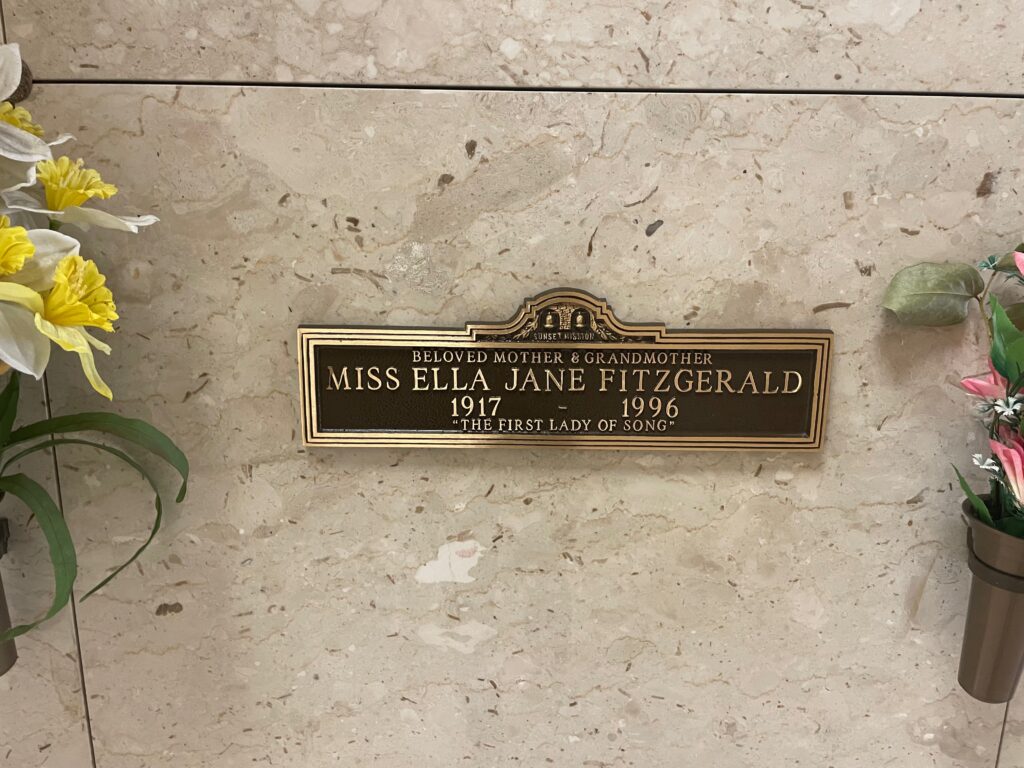 SUNSET MISSION
BELOVED MOTHER & GRANDMOTHER
MISS ELLA JANE FITZGERALD
1917 - 1996
"THE FIRST LADY OF SONG"